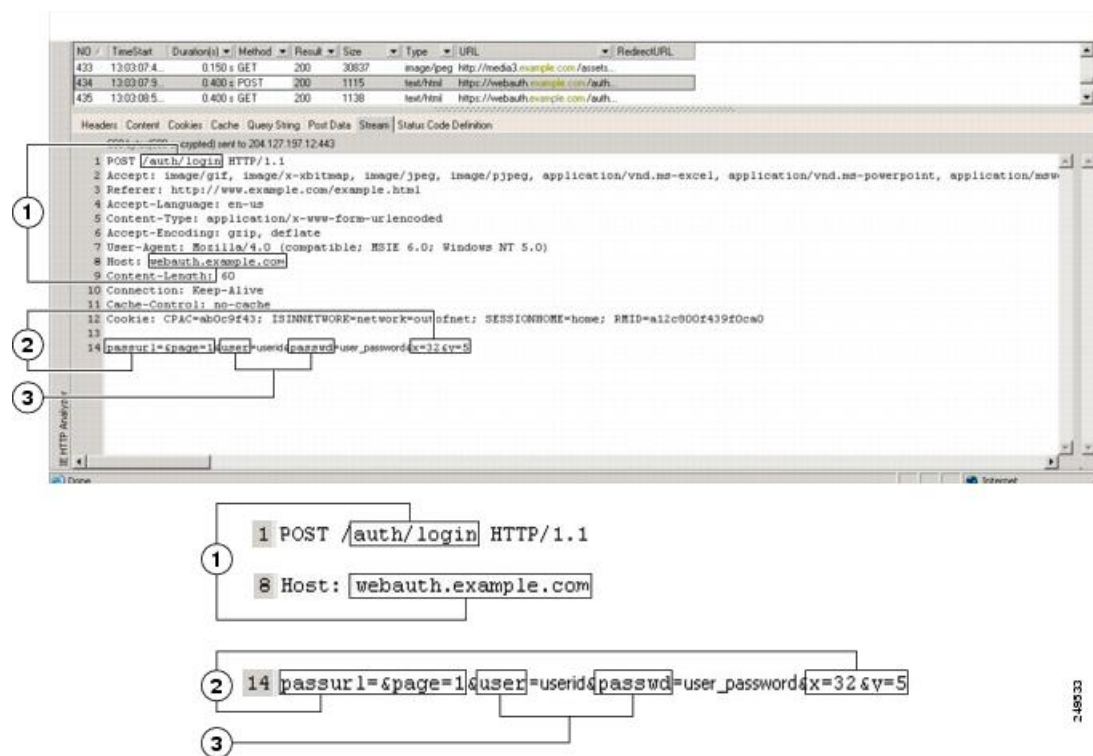 NO TimeStart Duration(s) Method Result Size Type URL RedirectURL
433 13:03:07:4... 0.150 s GET 200 30837 image/jpeg http://media3.example.com/assets...
434 13:03:07:9... 0.400 s POST 200 1115 text/html https://webauth.example.com/auth...
435 13:03:08:5... 0.400 s GET 200 1138 text/html https://webauth.example.com/auth...
Headers Content Cookies Cache Query String Post Data Stream Status Code Definition
crypted) sent to 204.127.197.12:443
1 POST /auth/login HTTP/1.1
2 Accept: image/gif, image/x-xbitmap, image/jpeg, image/pjpeg, application/vnd.ms-excel, application/vnd.ms-powerpoint, application/msw
3 Referer: http://www.example.com/example.html
4 Accept-Language: en-us
1
5 Content-Type: application/x-www-form-urlencoded
6 Accept-Encoding: gzip, deflate
7 User-Agent: Mozilla/4.0 (compatible; MSIE 6.0; Windows NT 5.0)
8 Host: webauth.example.com
9 Content-Length: 60
10 Connection: Keep-Alive
11 Cache-Control: no-cache
12 Cookie: CPAC=ab0c9f43; ISINNETWORK=network=outofnet; SESSIONHOME=home; RMID=a12c800f439f0ca0
13
2
14 passurl=&page=1&user=userid&passwd=user_password&x=32&y=5
3
IE HTTP Analyzer
Done
Internet
1 POST /auth/login HTTP/1.1
1
8 Host: webauth.example.com
2
14 passurl=&page=1&user=userid&passwd=user_password&x=32&y=5
3
249533